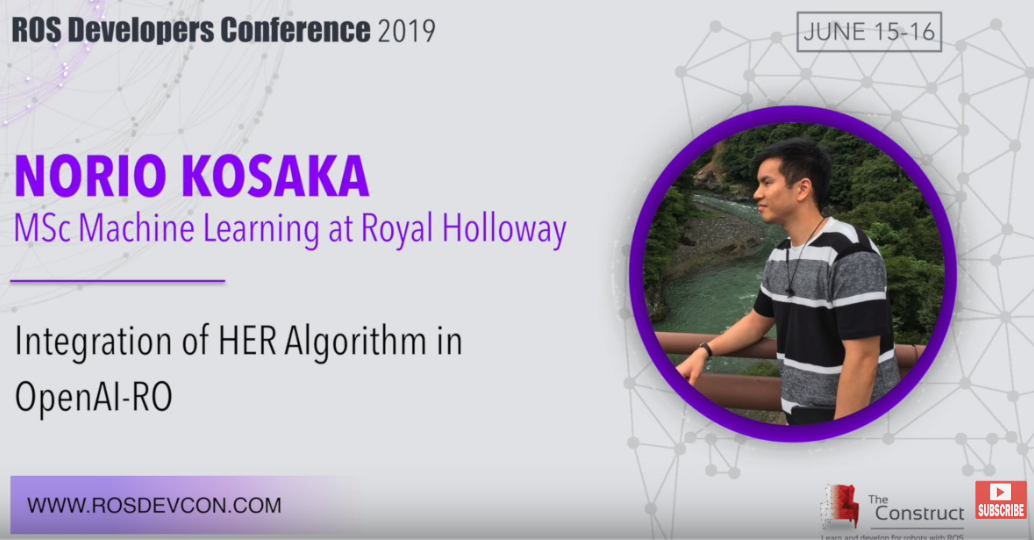 ROS Developers Conference 2019
JUNE 15-16
NORIO KOSAKA
MSc Machine Learning at Royal Holloway
Integration of HER Algorithm in
OpenAI-RO
WWW.ROSDEVCON.COM
The
Construct
Learn and develop for robots with ROS
SUBSCRIBE